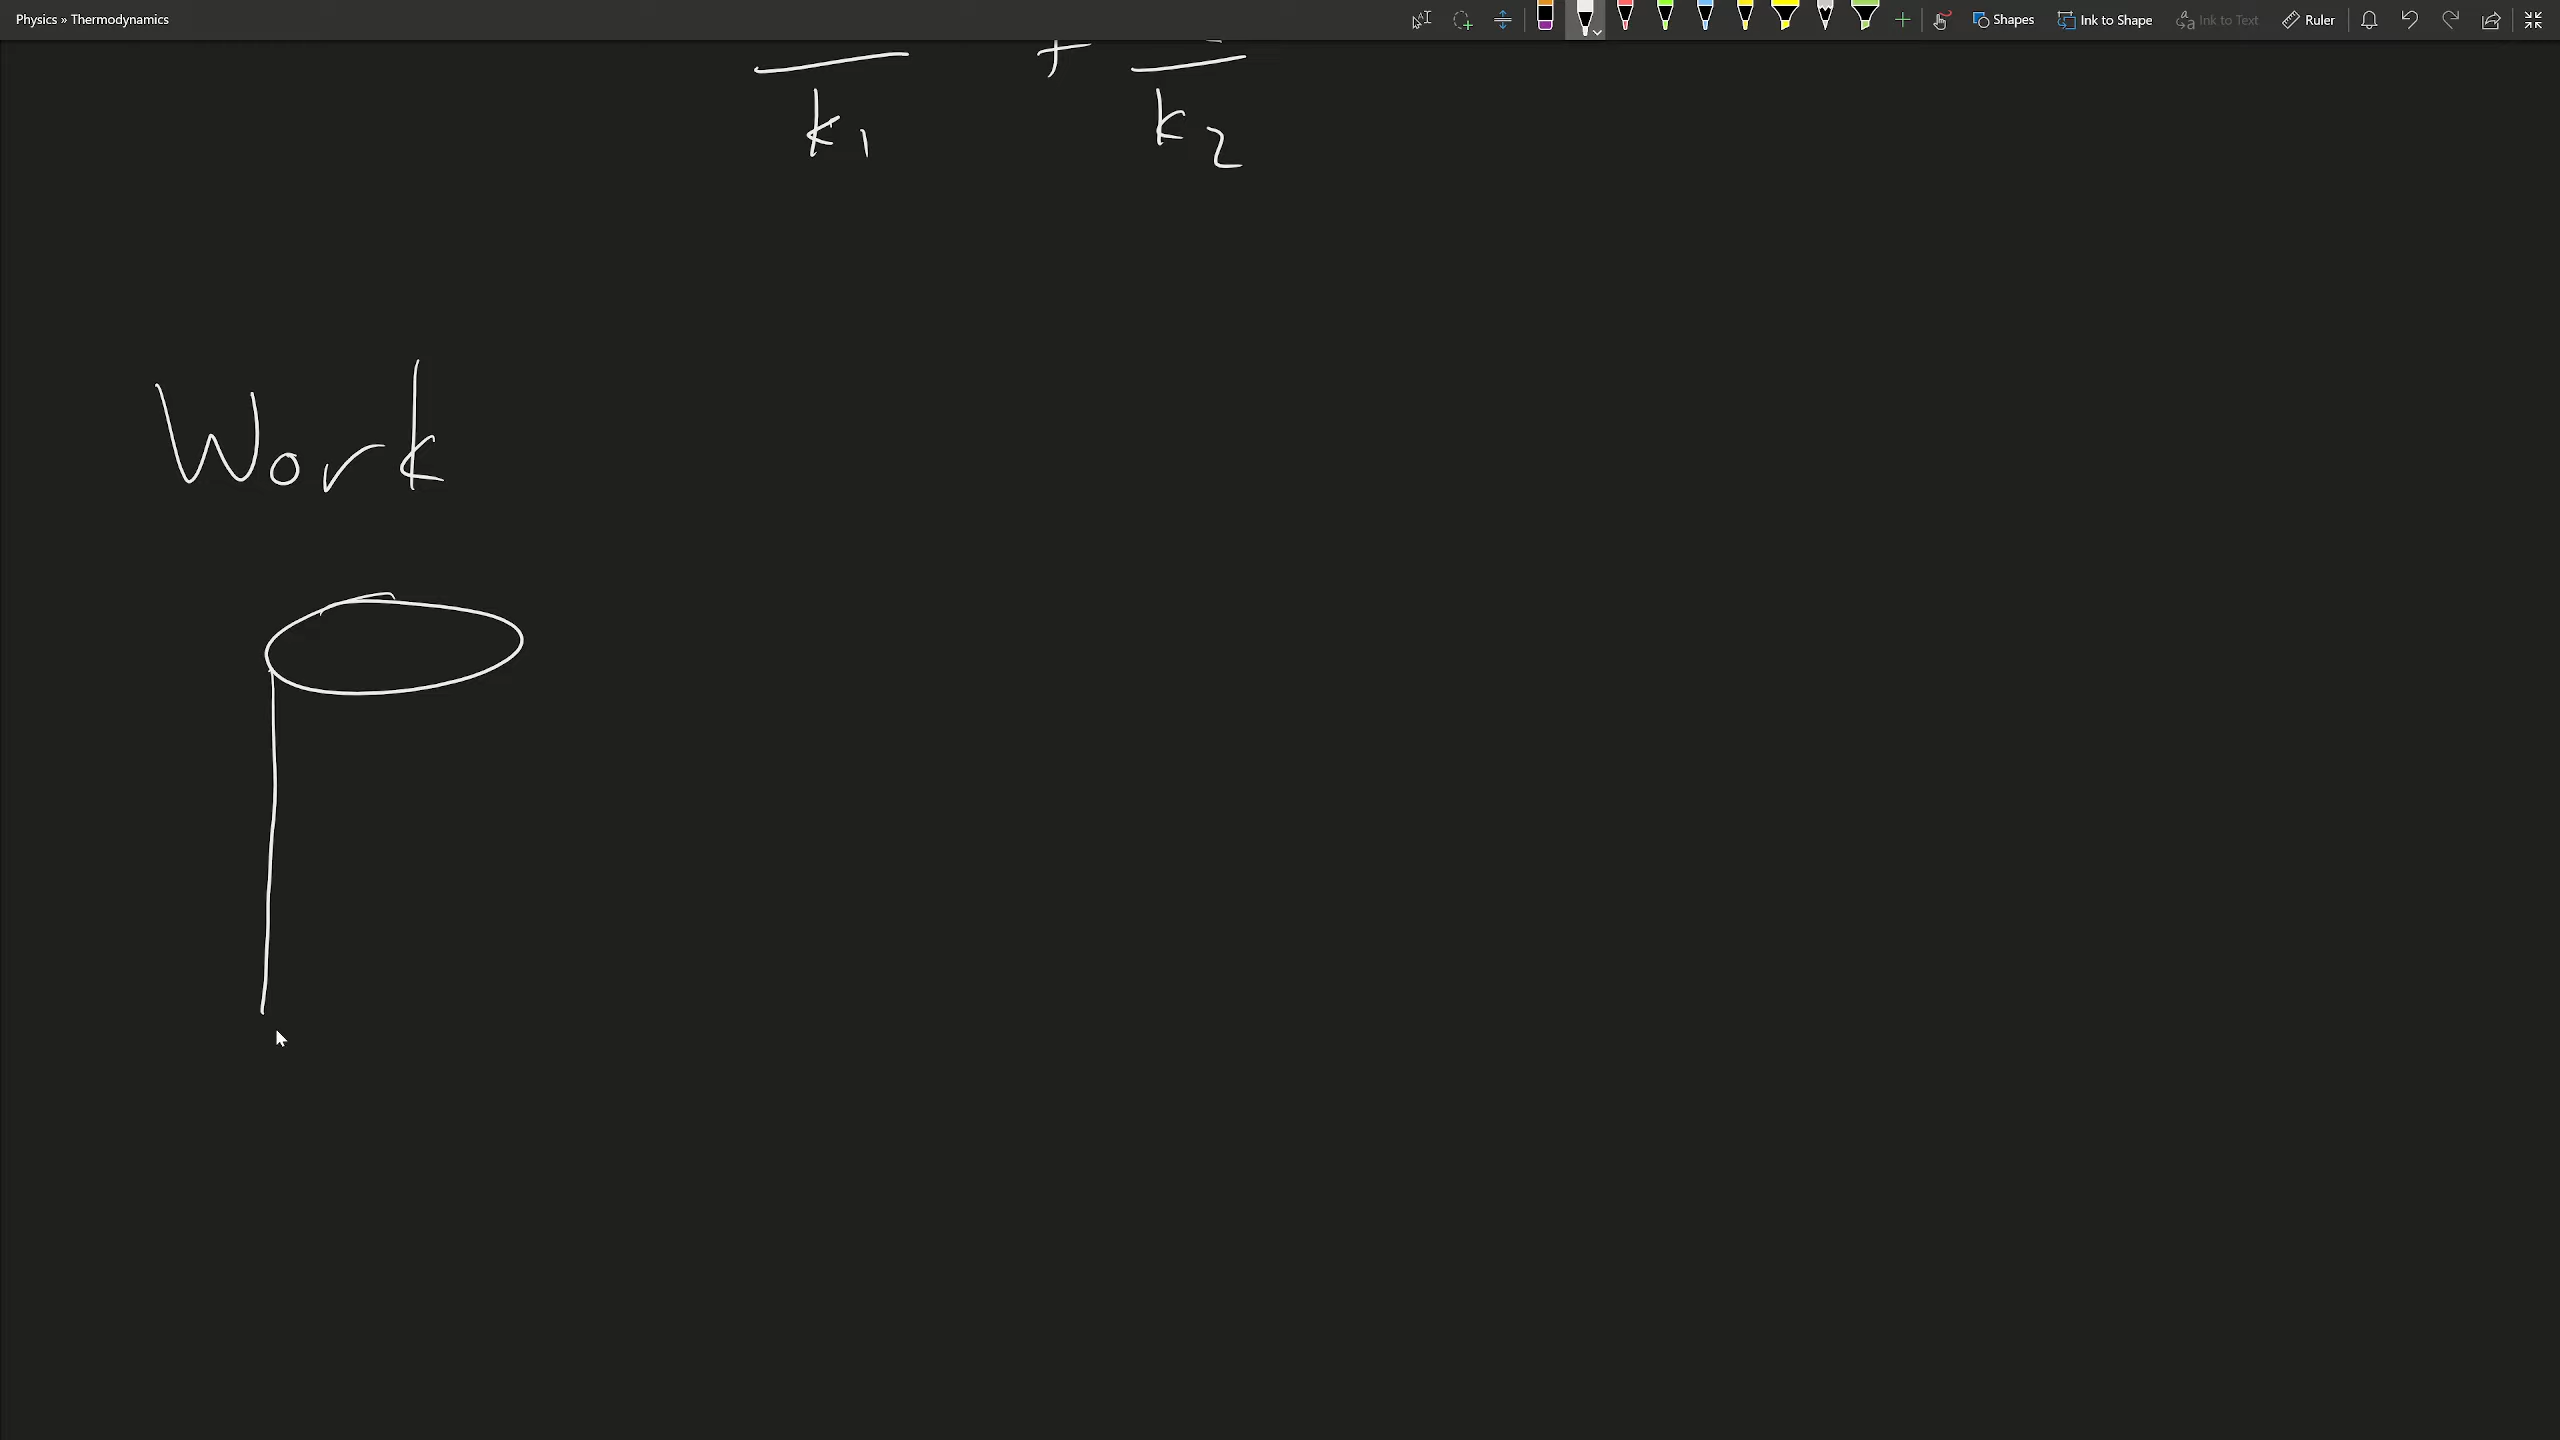 Physics » Thermodynamics
Shapes Ink to Shape Ink to Text Ruler
+
k1 k2
Work